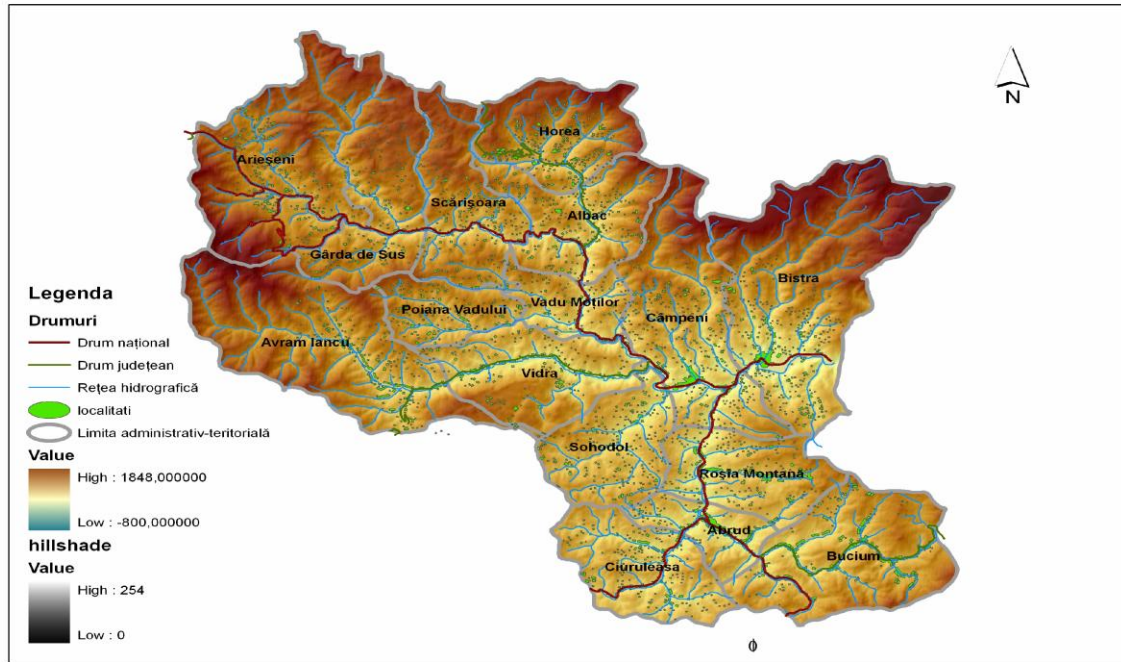 N
Horea
Arieșeni
Scărișoara
Albac
Gârda de Sus
Bistra
Poiana Vadului
Vadu Moților
Câmpeni
Avram Iancu
Vidra
Sohodol
Roșia Montană
Abrud
Bucium
Ciuruleasa
Legenda
Drumuri
Drum național
Drum județean
Rețea hidrografică
localitati
Limita administrativ-teritorială
Value
High : 1848,000000
Low : -800,000000
hillshade
Value
High : 254
Low : 0